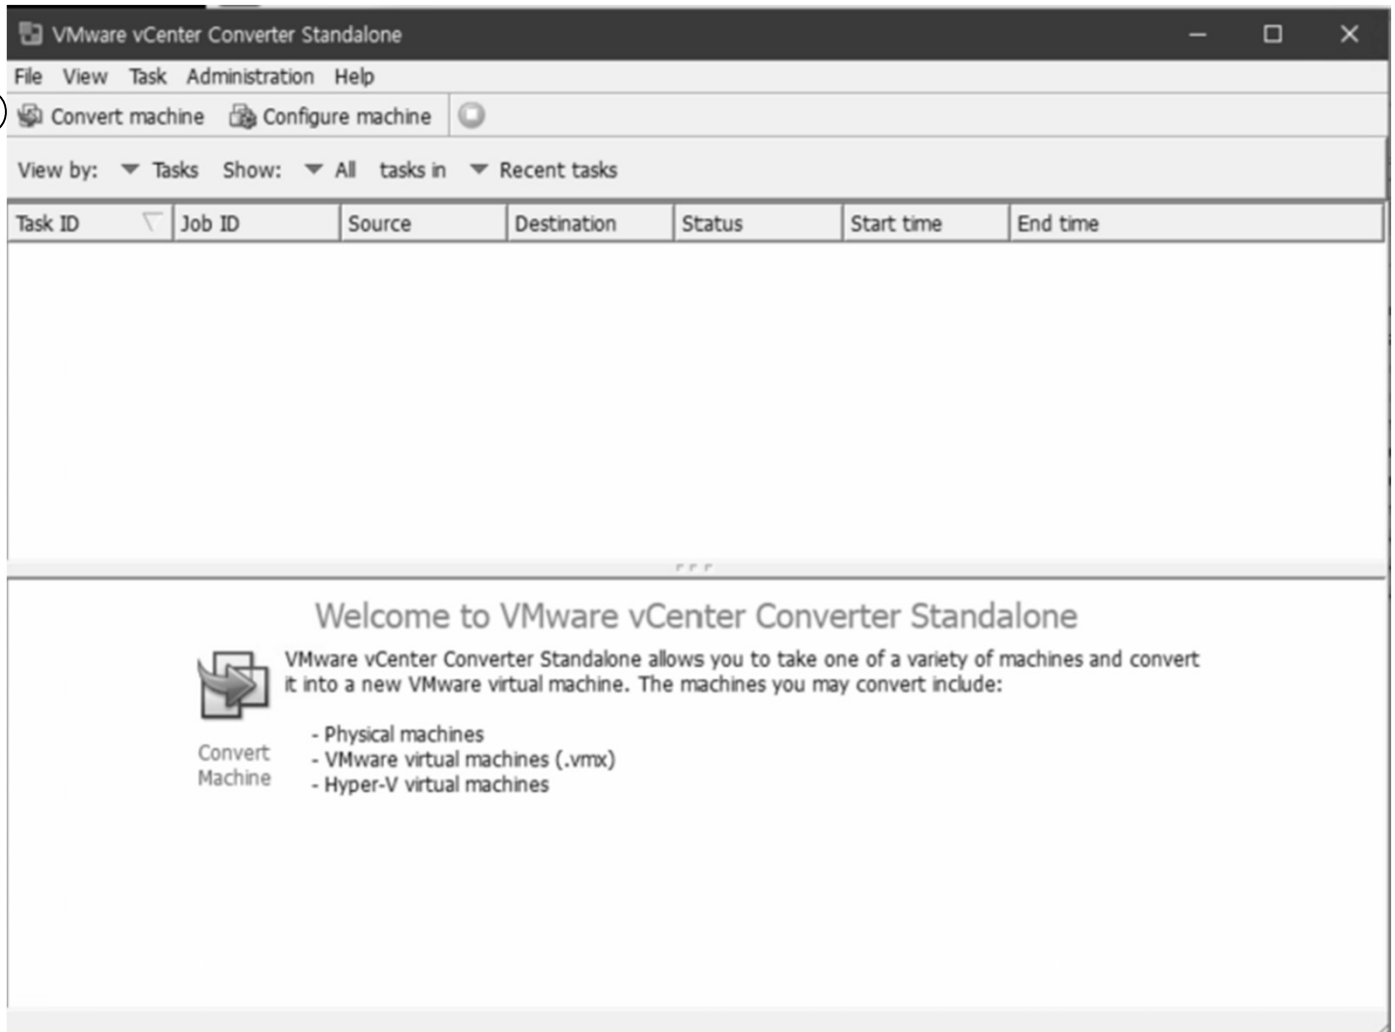 VMware vCenter Converter Standalone
File View Task Administration Help
Convert machine Configure machine
View by: Tasks Show: All tasks in Recent tasks
Task ID Job ID Source Destination Status Start time End time
Welcome to VMware vCenter Converter Standalone
VMware vCenter Converter Standalone allows you to take one of a variety of machines and convert
it into a new VMware virtual machine. The machines you may convert include:
- Physical machines
- VMware virtual machines (.vmx)
- Hyper-V virtual machines
Convert
Machine